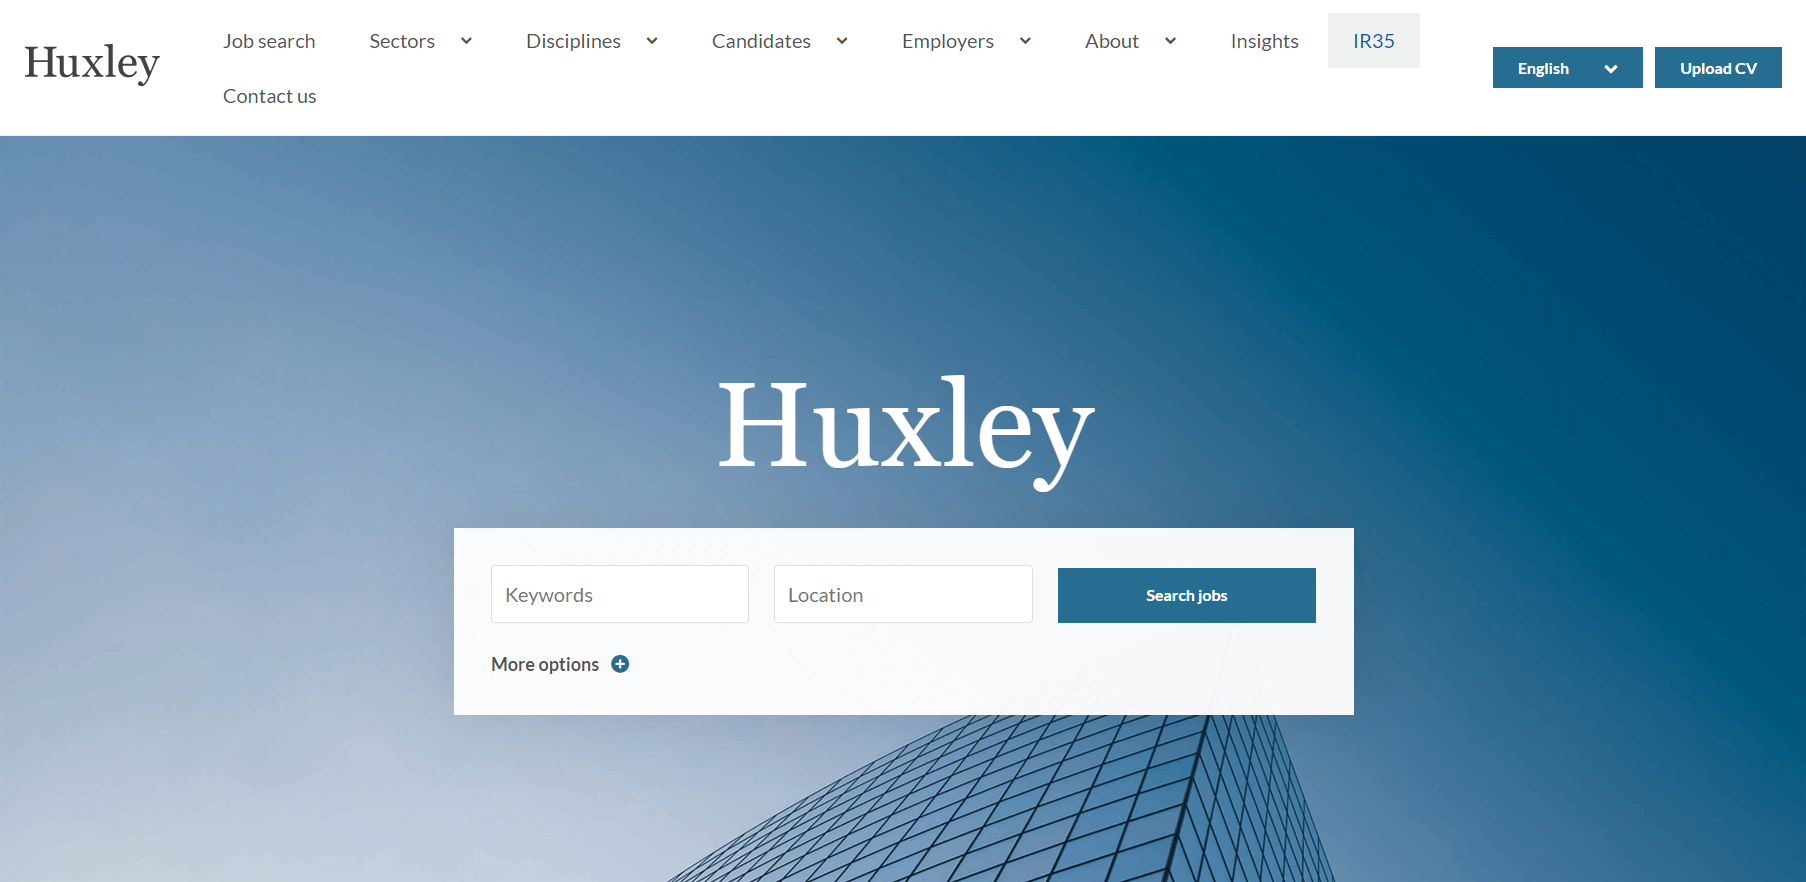 Huxley
Job search Sectors Disciplines Candidates Employers About Insights IR35
Contact us
English Upload CV
Huxley
Keywords Location Search jobs
More options